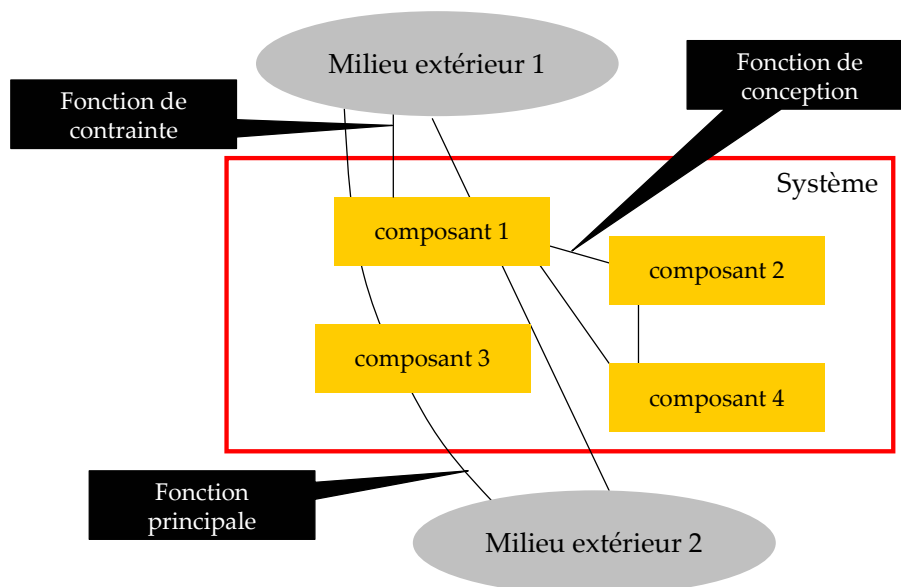 Milieu extérieur 1
Fonction de
conception
Fonction de
contrainte
Système
composant 1
composant 2
composant 3
composant 4
Fonction
principale
Milieu extérieur 2